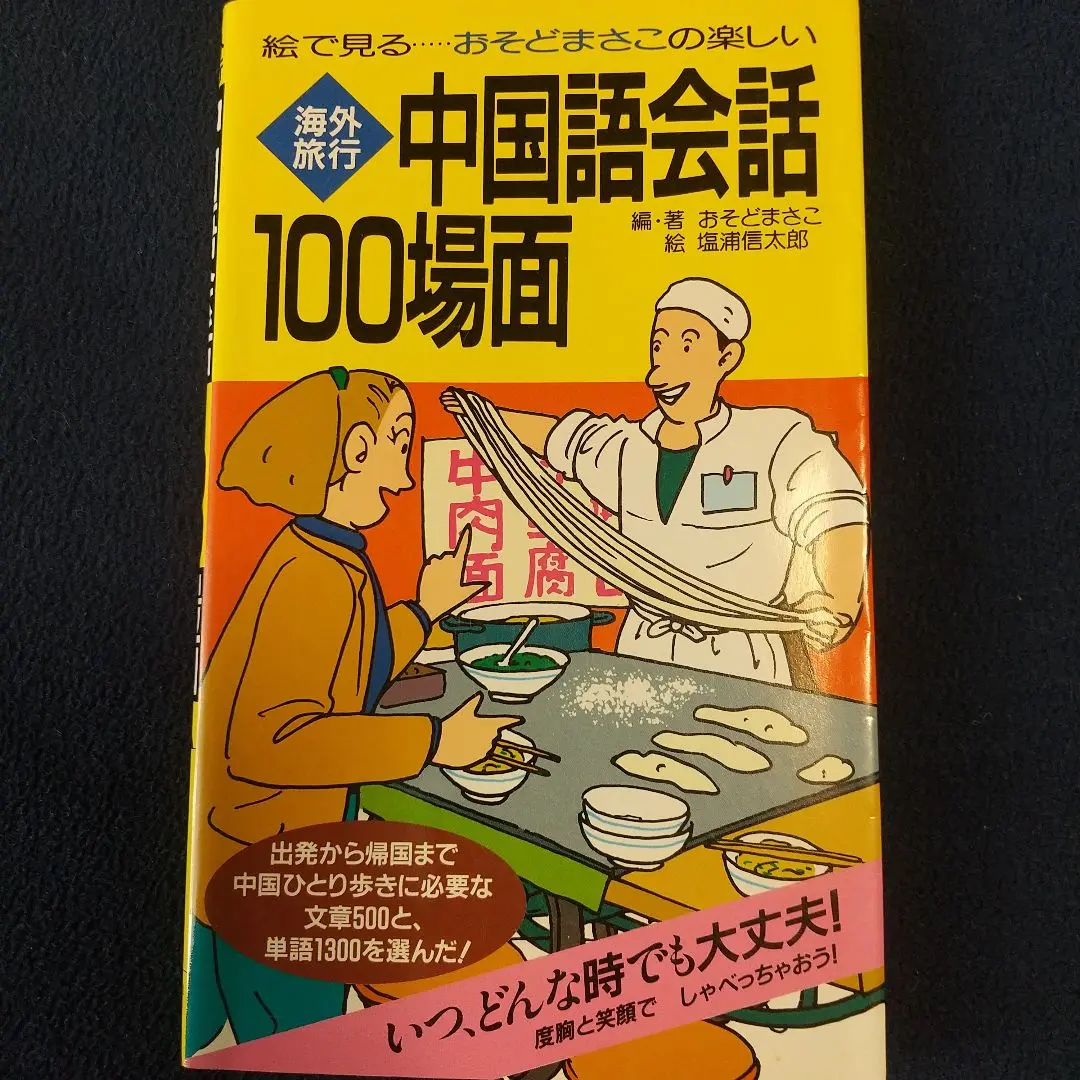 絵で見る……おそどまさこの楽しい
海外
旅行
中国語会話
100場面
編・著 おそどまさこ
絵 塩浦信太郎
牛肉面
腐
出発から帰国まで
中国ひとり歩きに必要な
文章500と、
単語1300を選んだ!
いつ、どんな時でも大丈夫!
度胸と笑顔で しゃべっちゃおう!